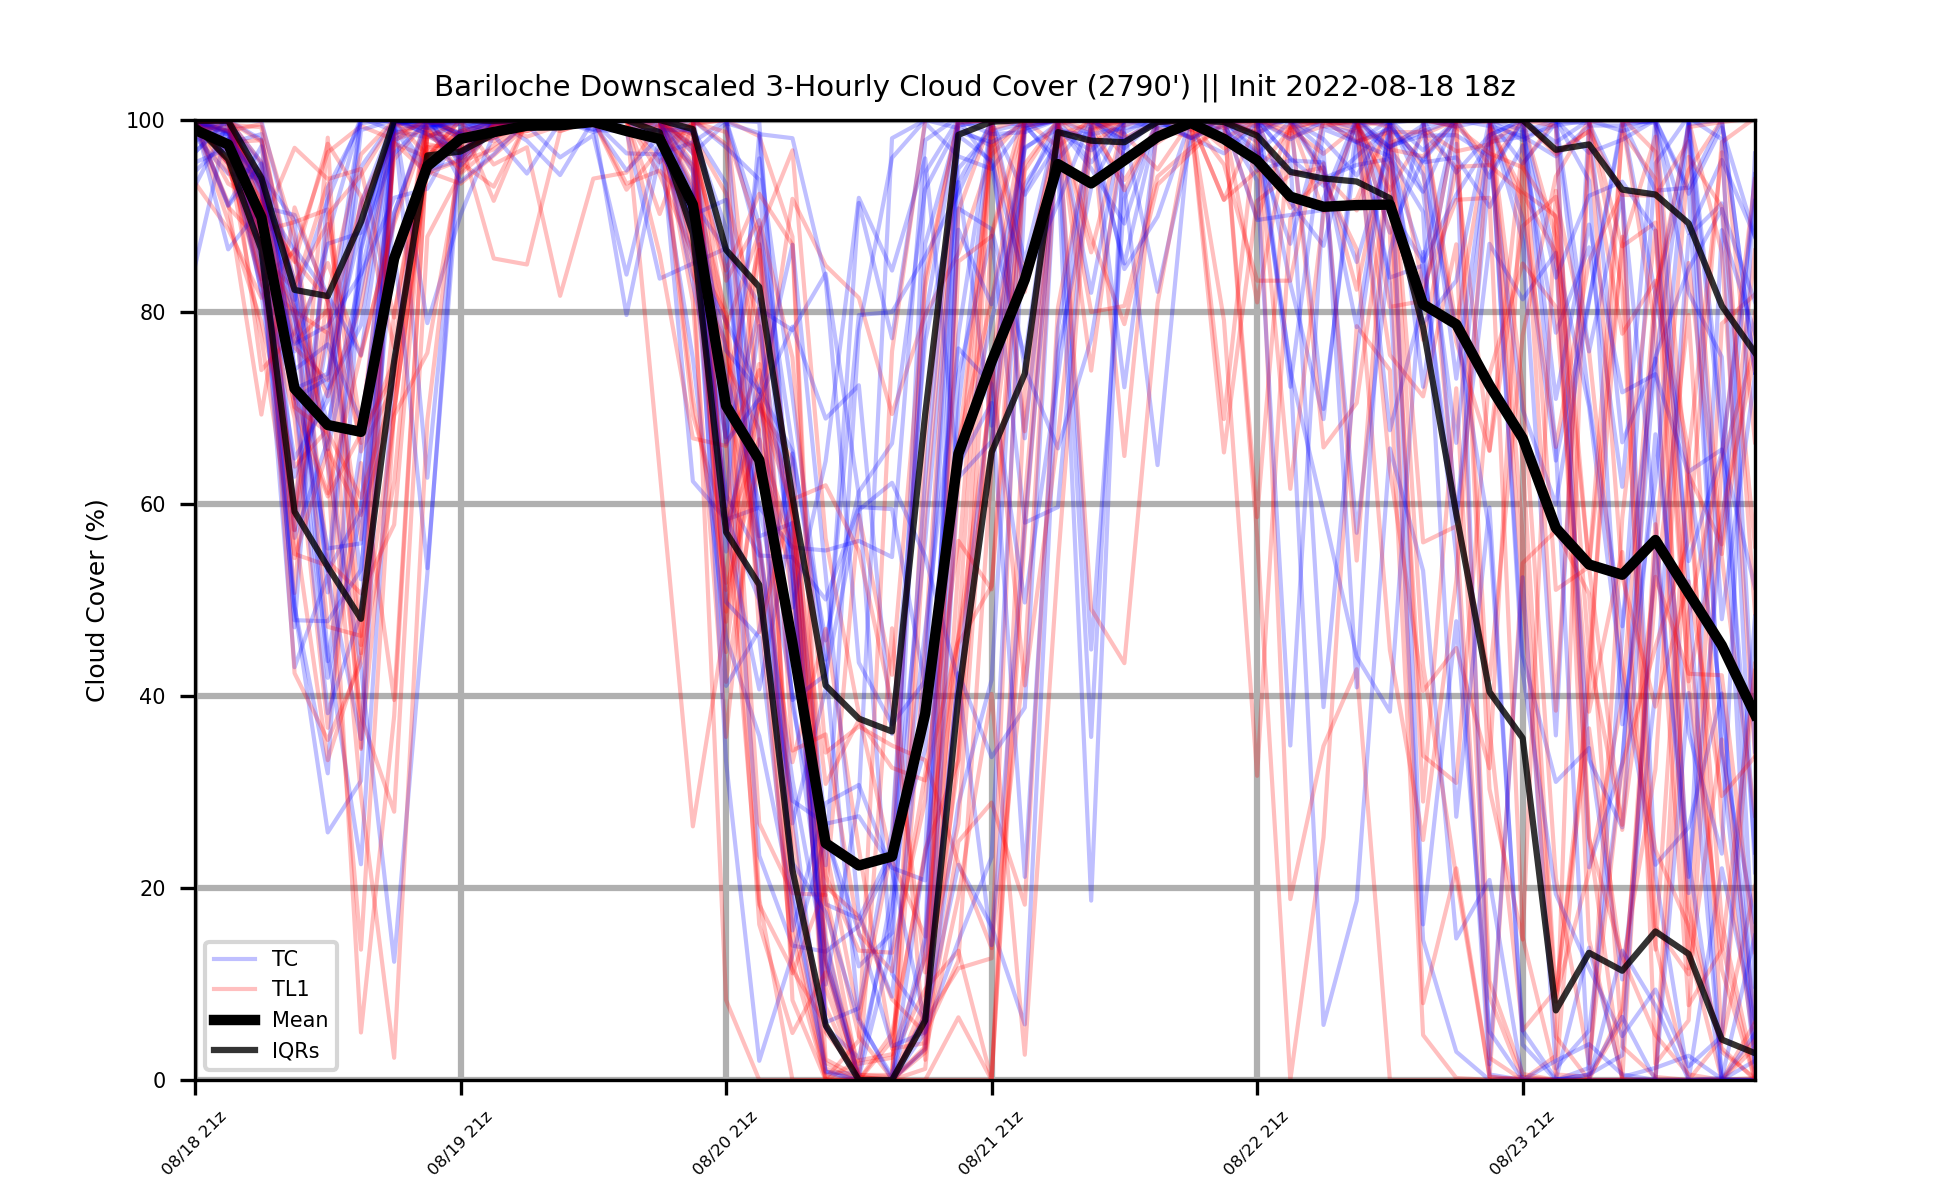 Bariloche Downscaled 3-Hourly Cloud Cover (2790') || Init 2022-08-18 18z
Cloud Cover (%)
100
80
60
40
20
0
TC
TL1
Mean
IQRs
08/18 21z
08/19 21z
08/20 21z
08/21 21z
08/22 21z
08/23 21z